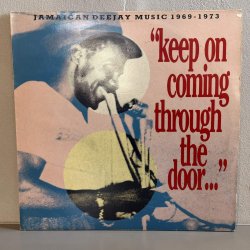 JAMAICAN DEEJAY MUSIC 1969-1973
"keep on
coming
through
the
door..."